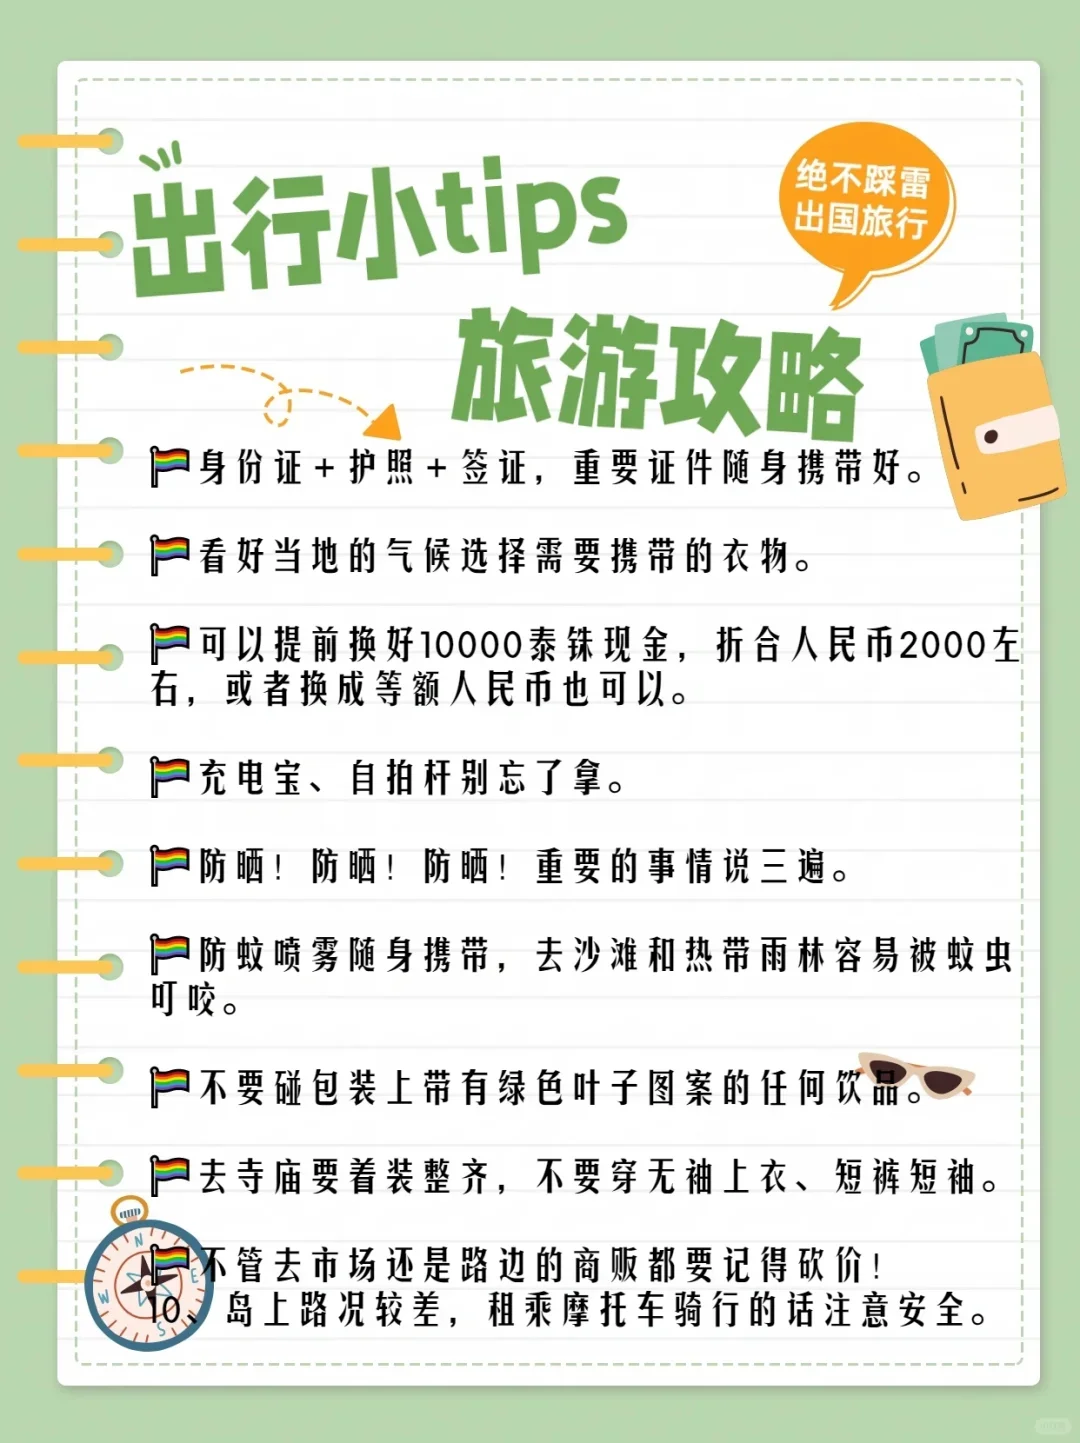 出行小tips
绝不踩雷
出国旅行
旅游攻略
🏳️‍🌈身份证+护照+签证，重要证件随身携带好。
🏳️‍🌈看好当地的气候选择需要携带的衣物。
🏳️‍🌈可以提前换好10000泰铢现金，折合人民币2000左
右，或者换成等额人民币也可以。
🏳️‍🌈充电宝、自拍杆别忘了拿。
🏳️‍🌈防晒！防晒！防晒！重要的事情说三遍。
🏳️‍🌈防蚊喷雾随身携带，去沙滩和热带雨林容易被蚊虫
叮咬。
🏳️‍🌈不要碰包装上带有绿色叶子图案的任何饮品。
🏳️‍🌈去寺庙要着装整齐，不要穿无袖上衣、短裤短袖。
🏳️‍🌈不管去市场还是路边的商贩都要记得砍价！
10、岛上路况较差，租乘摩托车骑行的话注意安全。
N
E
W
S